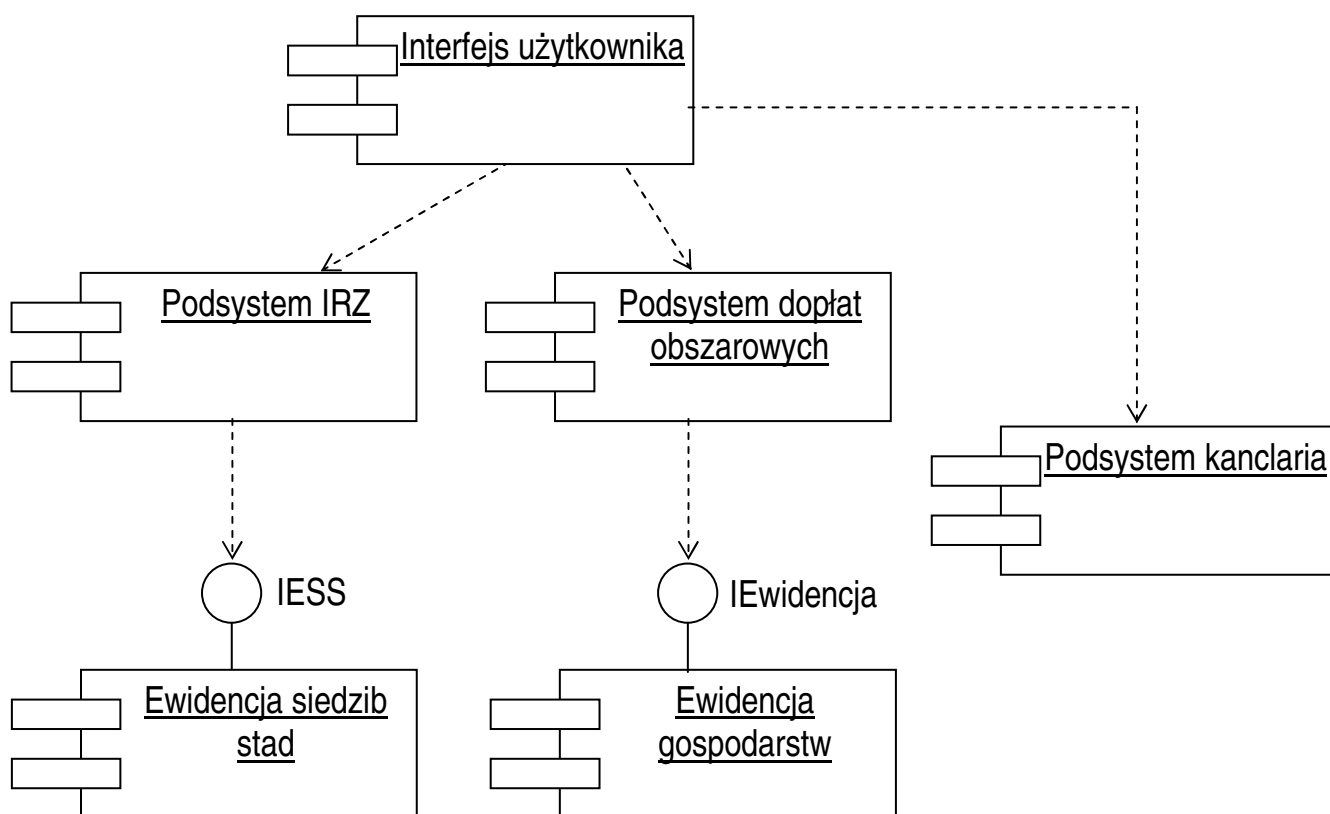 Interfejs użytkownika
Podsystem IRZ
Podsystem dopłat
obszarowych
Podsystem kanclaria
IESS
IEwidencja
Ewidencja siedzib
stad
Ewidencja
gospodarstw